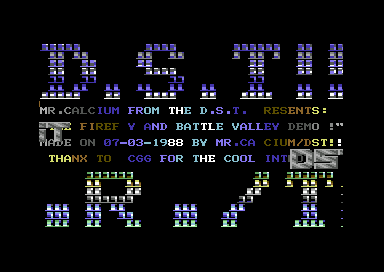 D.S.T!
MR.CALCIUM FROM THE D.S.T. RESENTS:
FIREF Y AND BATTLE VALLEY DEMO !"
MADE ON 07-03-1988 BY MR.CA CIUM/DST!!
THANX TO CGG FOR THE COOL INT
DS
.R./T